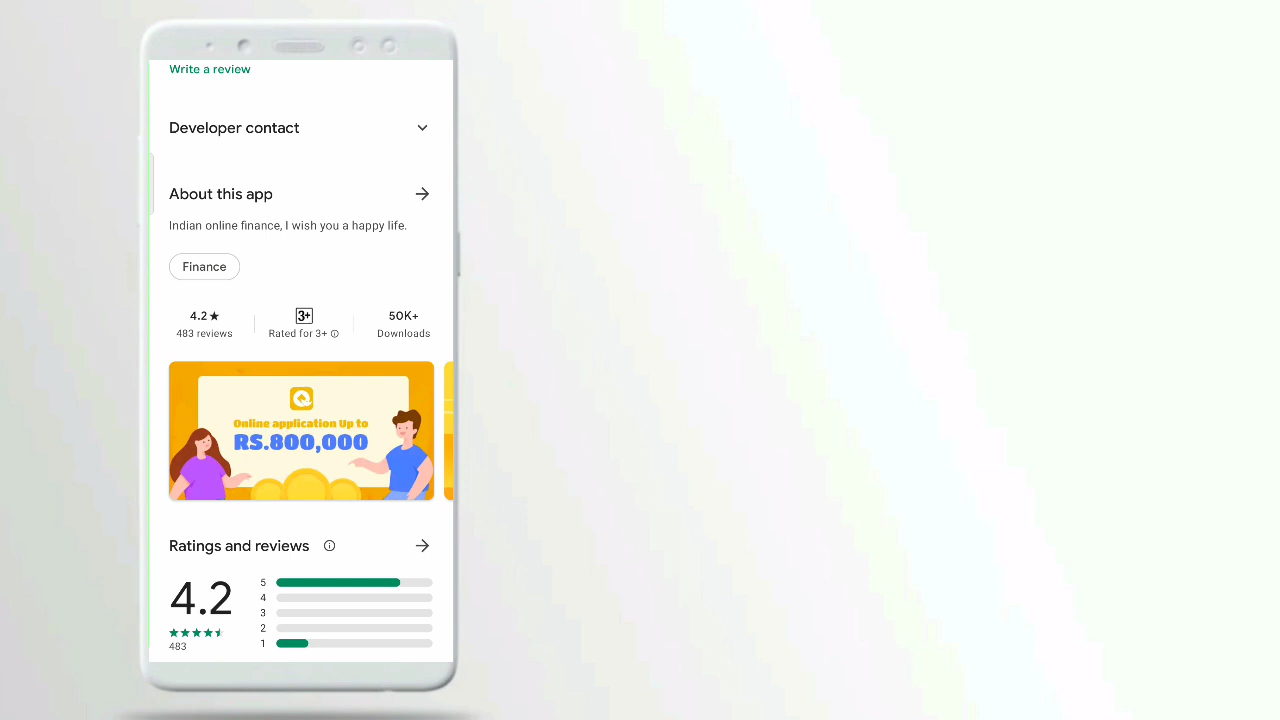 Write a review
Developer contact
About this app
Indian online finance, I wish you a happy life.
Finance
4.2★ 3+ 50K+
483 reviews Rated for 3+ Downloads
Online application Up to
RS.800,000
Ratings and reviews
4.2
5
4
3
2
1
483